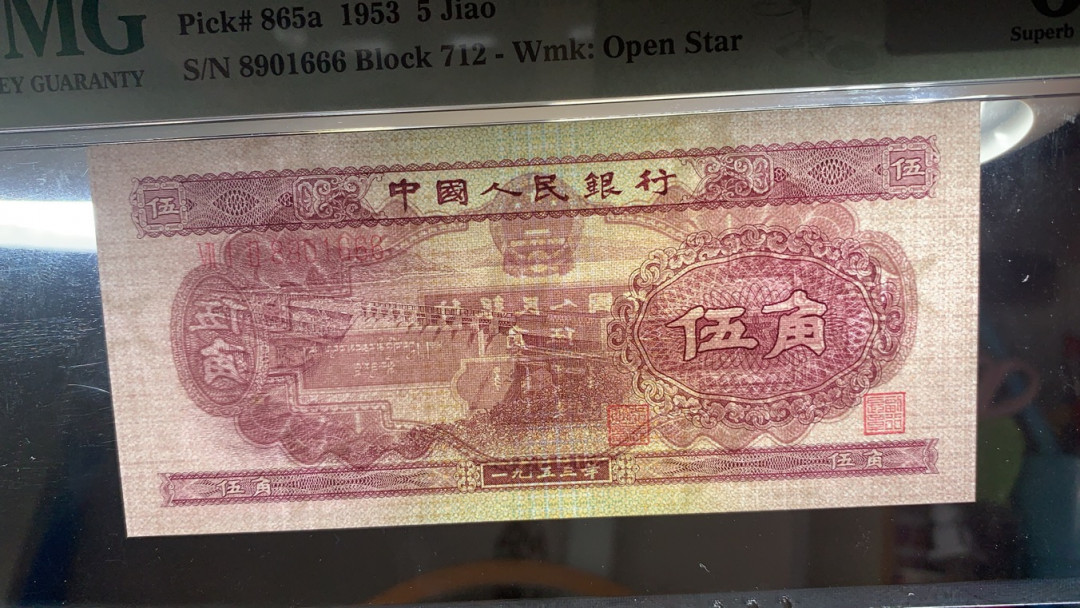 MG
Pick# 865a 1953 5 Jiao
EY GUARANTY
S/N 8901666 Block 712 - Wmk: Open Star
Superb
中國人民銀行
伍
伍
伍角
伍角
一九五三年
伍角
伍角